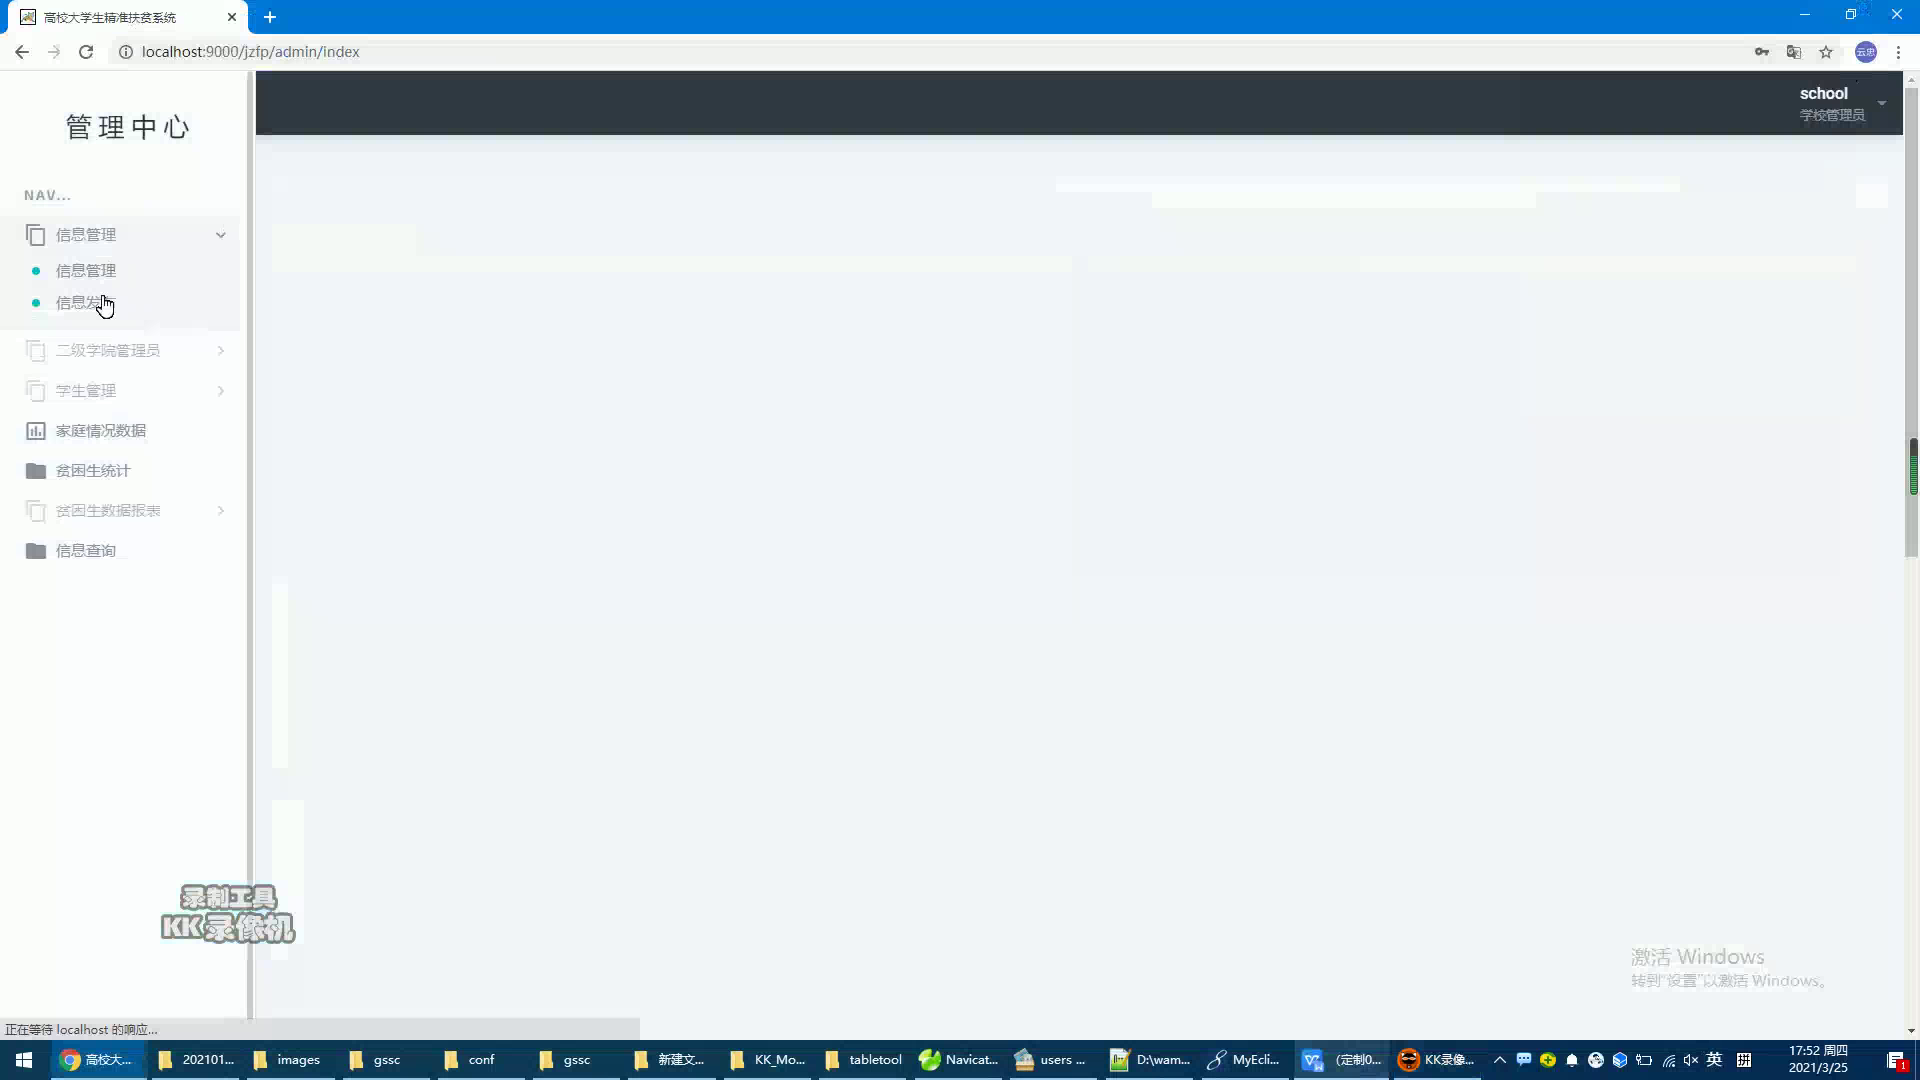 高校大学生精准扶贫系统
localhost:9000/jzfp/admin/index
云思
管理中心
school
学校管理员
NAV...
信息管理
信息管理
信息发
二级学院管理员
学生管理
家庭情况数据
贫困生统计
贫困生数据报表
信息查询
录制工具
KK录像机
激活 Windows
转到"设置"以激活 Windows。
正在等待 localhost 的响应...
高校大...
202101...
images
gssc
conf
gssc
新建文...
KK_Mo...
tabletool
Navicat...
users ...
D:\wam...
MyEcli...
(定制0...
KK录像...
英
拼
17:52 周四
2021/3/25
1